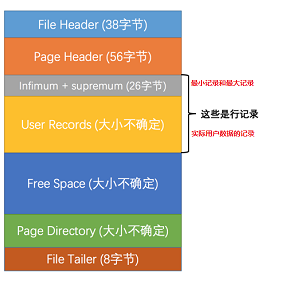 File Header (38字节)
Page Header (56字节)
Infimum + supremum (26字节)
最小记录和最大记录
这些是行记录
User Records (大小不确定)
实际用户数据的记录
Free Space (大小不确定)
Page Directory (大小不确定)
File Tailer (8字节)